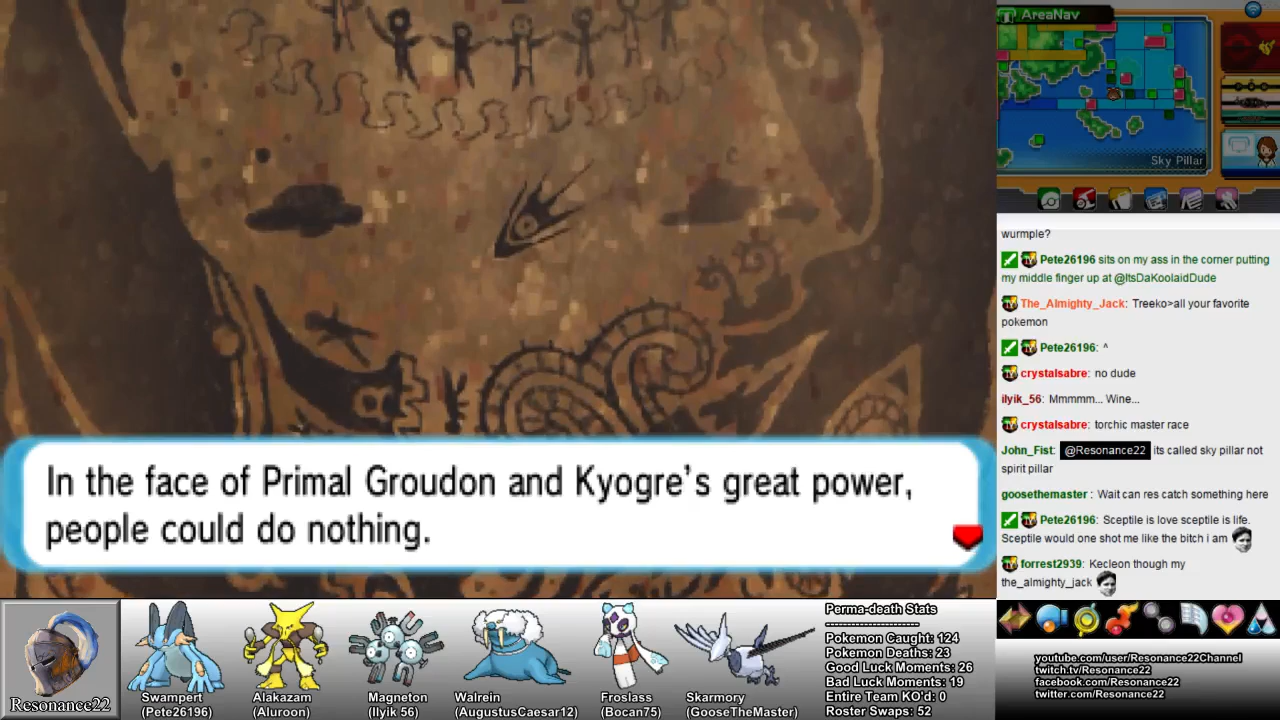 AreaNav
Sky Pillar
wurmple?
Pete26196 sits on my ass in the corner putting
my middle finger up at @ItsDaKoolaidDude
The_Almighty_Jack: Treeko>all your favorite
pokemon
Pete26196: ^
crystalsabre: no dude
ilyik_56: Mmmmm... Wine...
crystalsabre: torchic master race
John_Fist: @Resonance22 its called sky pillar not
spirit pillar
goosethemaster : Wait can res catch something here
Pete26196: Sceptile is love sceptile is life.
Sceptile would one shot me like the bitch i am
forrest2939: Kecleon though my
the_almighty_jack
In the face of Primal Groudon and Kyogre's great power,
people could do nothing.
Resonance22
Swampert
(Pete26196)
Alakazam
(Aluroon)
Magneton
(Ilyik 56)
Walrein
(AugustusCaesar12)
Froslass
(Bocan75)
Skarmory
(GooseTheMaster)
Perma-death Stats
---------------------
Pokemon Caught: 124
Pokemon Deaths: 23
Good Luck Moments: 26
Bad Luck Moments: 19
Entire Team KO'd: 0
Roster Swaps: 52
youtube.com/user/Resonance22Channel
twitch.tv/Resonance22
facebook.com/Resonance22
twitter.com/Resonance22